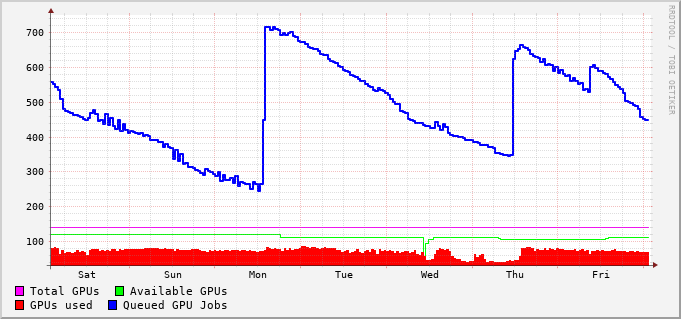 RRDTOOL / TOBI OETIKER
700
600
500
400
300
200
100
Sat Sun Mon Tue Wed Thu Fri
Total GPUs Available GPUs
GPUs used Queued GPU Jobs